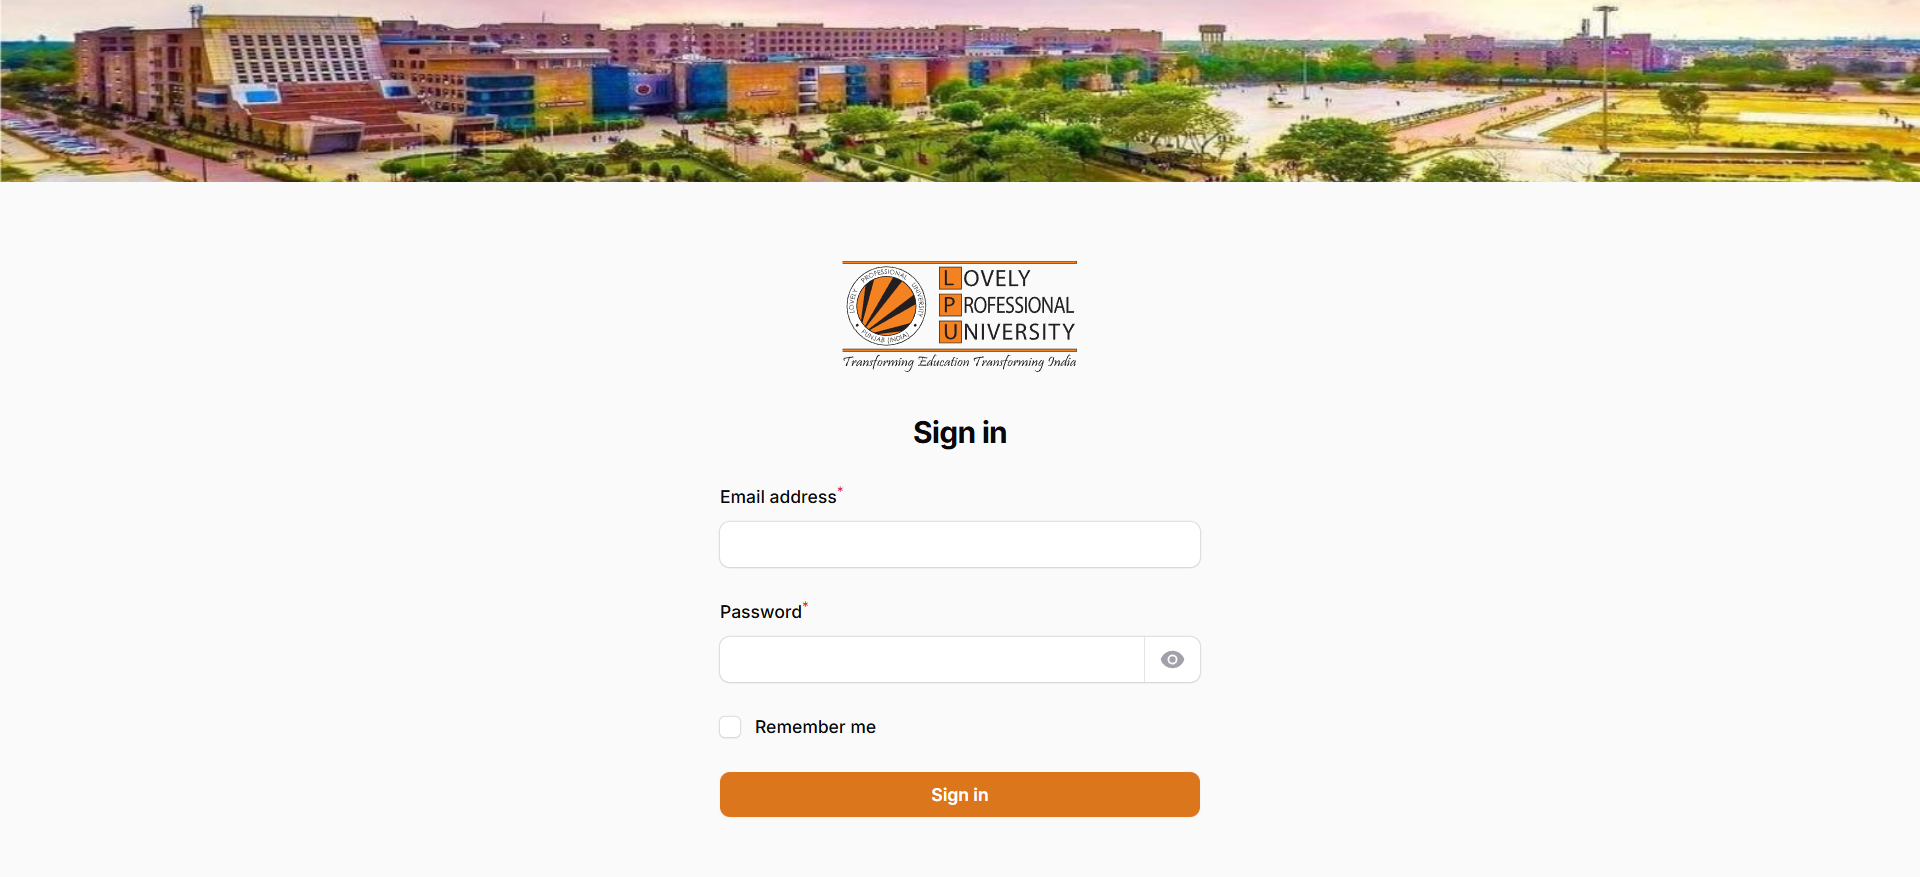 LOVELY PROFESSIONAL UNIVERSITY
PUNJAB (INDIA)
LOVELY
PROFESSIONAL
UNIVERSITY
Transforming Education Transforming India
Sign in
Email address*
Password*
Remember me
Sign in